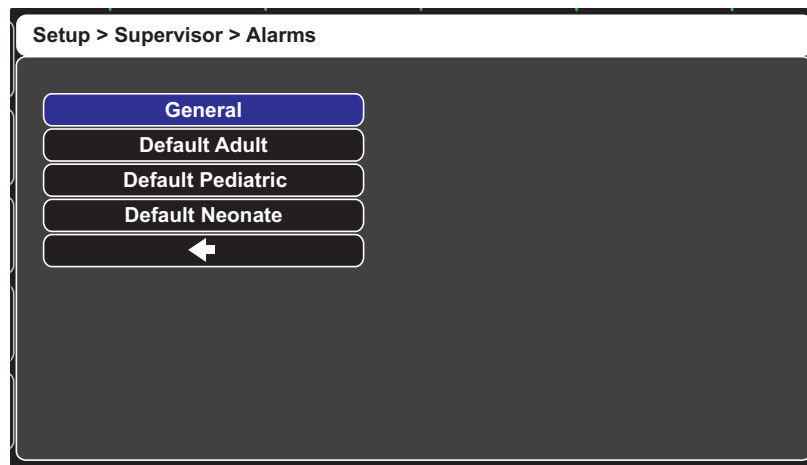 Setup > Supervisor > Alarms
General
Default Adult
Default Pediatric
Default Neonate